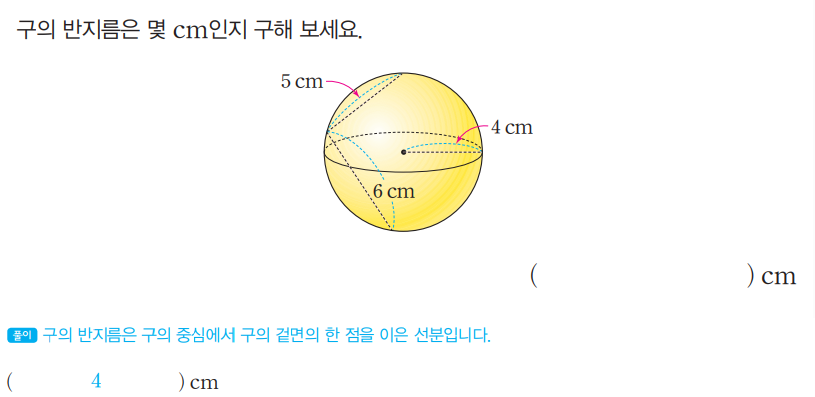 구의 반지름은 몇 cm인지 구해 보세요.
5 cm
4 cm
6 cm
( ) cm
풀이 구의 반지름은 구의 중심에서 구의 겉면의 한 점을 이은 선분입니다.
( 4 ) cm